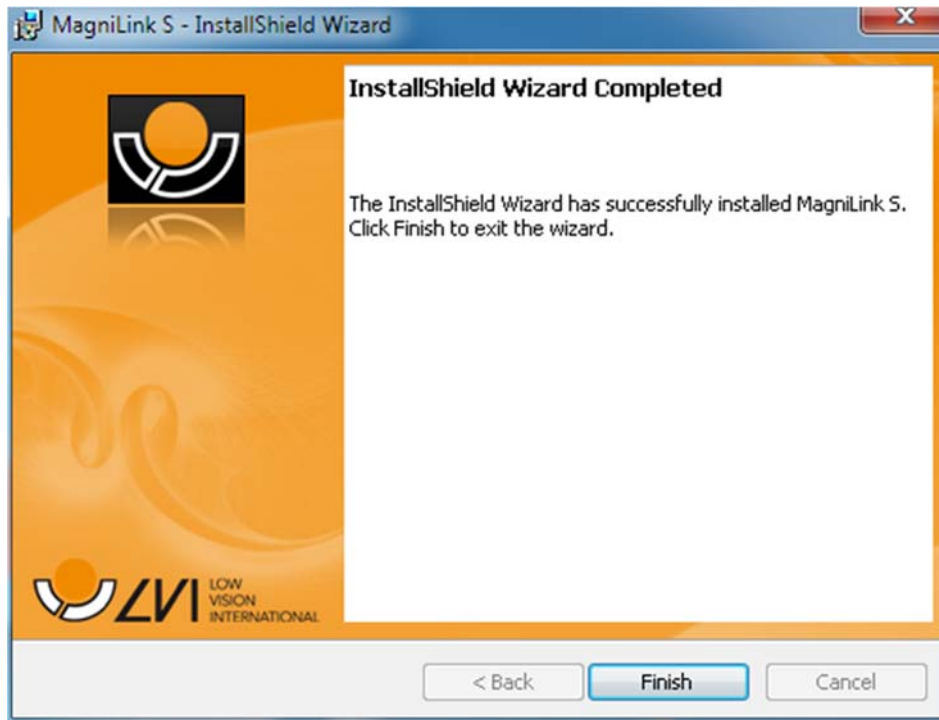 MagniLink S - InstallShield Wizard
InstallShield Wizard Completed
The InstallShield Wizard has successfully installed MagniLink S.
Click Finish to exit the wizard.
LVI
LOW
VISION
INTERNATIONAL
< Back
Finish
Cancel